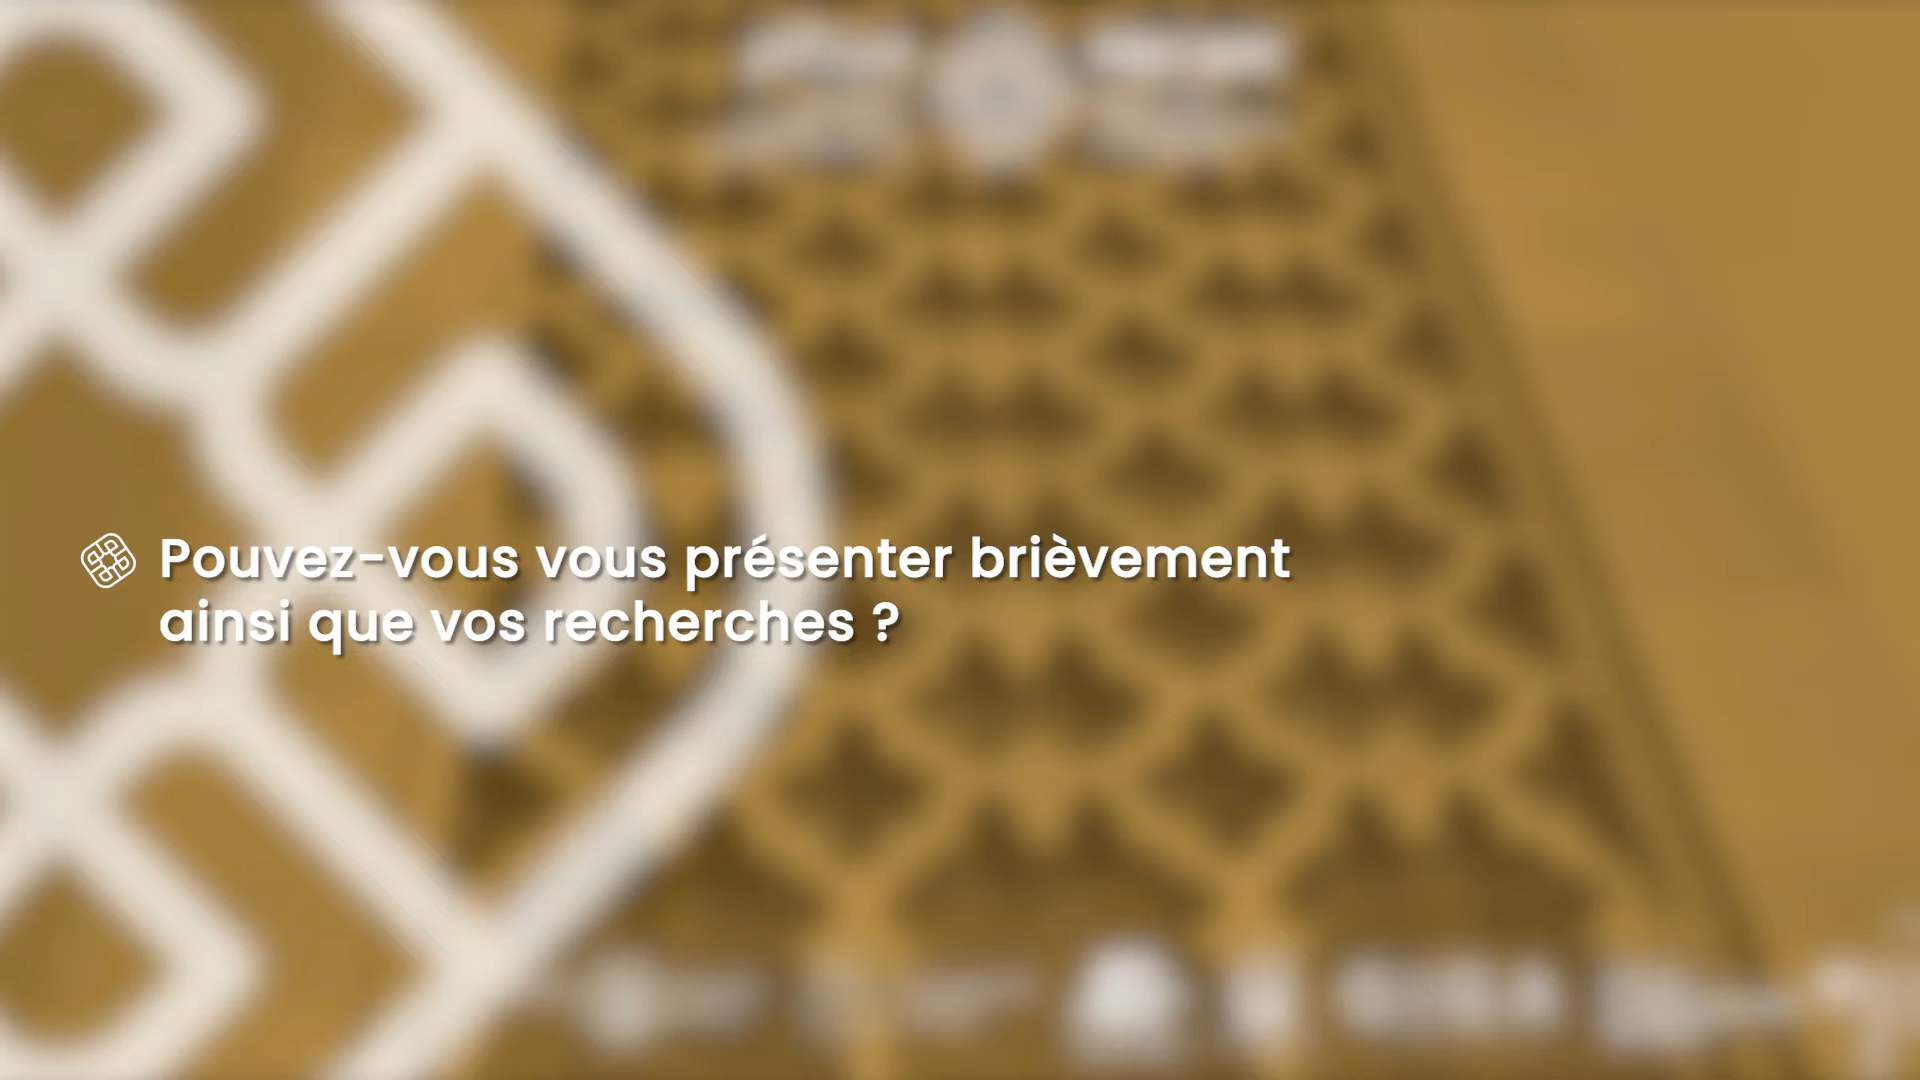 Pouvez-vous vous présenter brièvement
ainsi que vos recherches ?